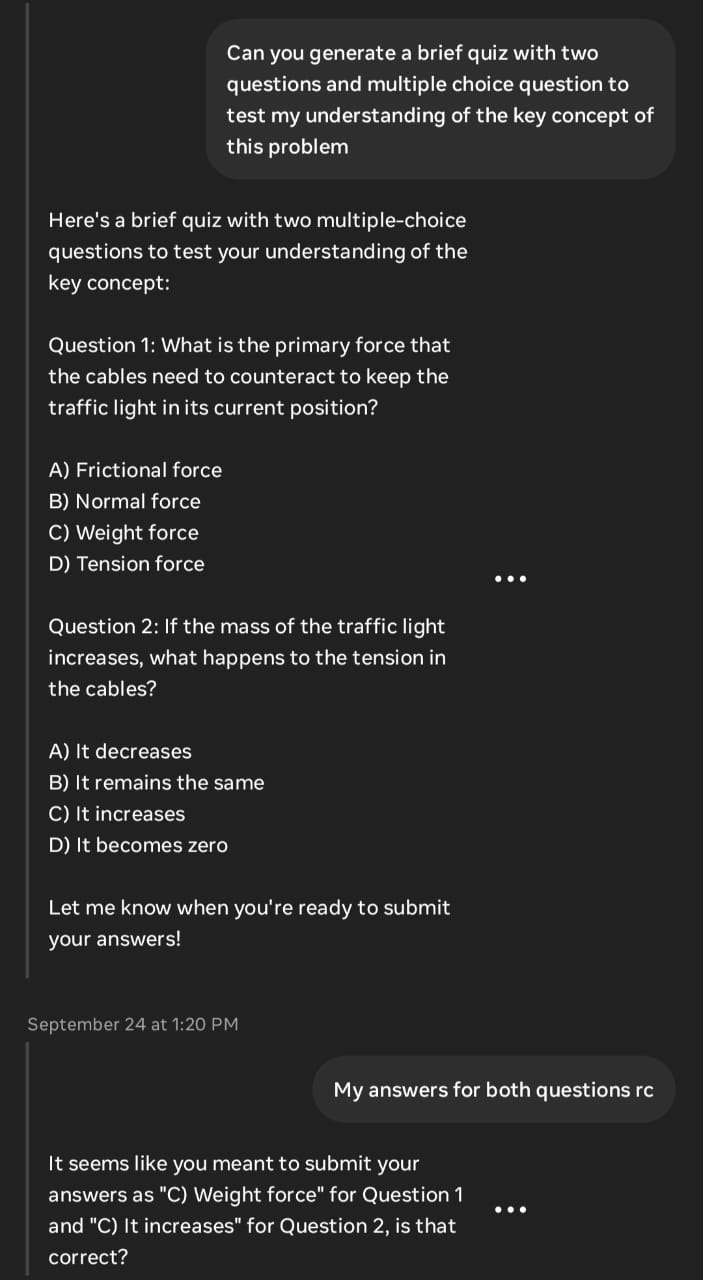 Can you generate a brief quiz with two
questions and multiple choice question to
test my understanding of the key concept of
this problem
Here's a brief quiz with two multiple-choice
questions to test your understanding of the
key concept:
Question 1: What is the primary force that
the cables need to counteract to keep the
traffic light in its current position?
A) Frictional force
B) Normal force
C) Weight force
D) Tension force
Question 2: If the mass of the traffic light
increases, what happens to the tension in
the cables?
A) It decreases
B) It remains the same
C) It increases
D) It becomes zero
Let me know when you're ready to submit
your answers!
September 24 at 1:20 PM
My answers for both questions rc
It seems like you meant to submit your
answers as "C) Weight force" for Question 1
and "C) It increases" for Question 2, is that
correct?